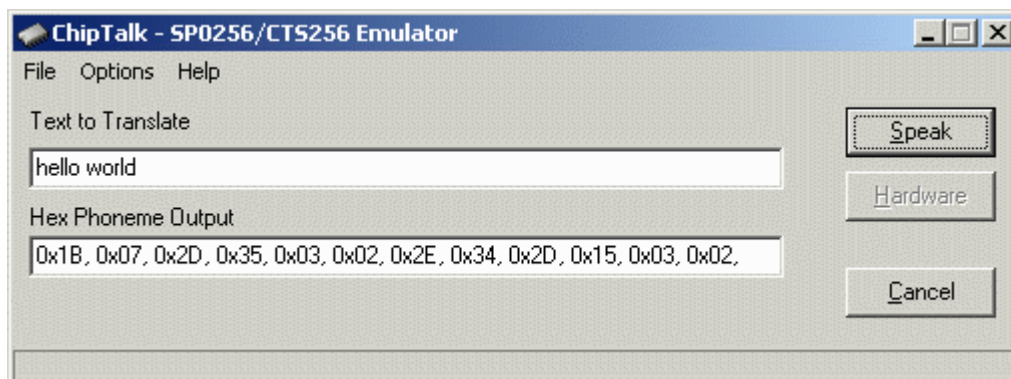 ChipTalk - SP0256/CTS256 Emulator
File Options Help
Text to Translate
hello world
Speak
Hardware
Hex Phoneme Output
0x1B, 0x07, 0x2D, 0x35, 0x03, 0x02, 0x2E, 0x34, 0x2D, 0x15, 0x03, 0x02,
Cancel